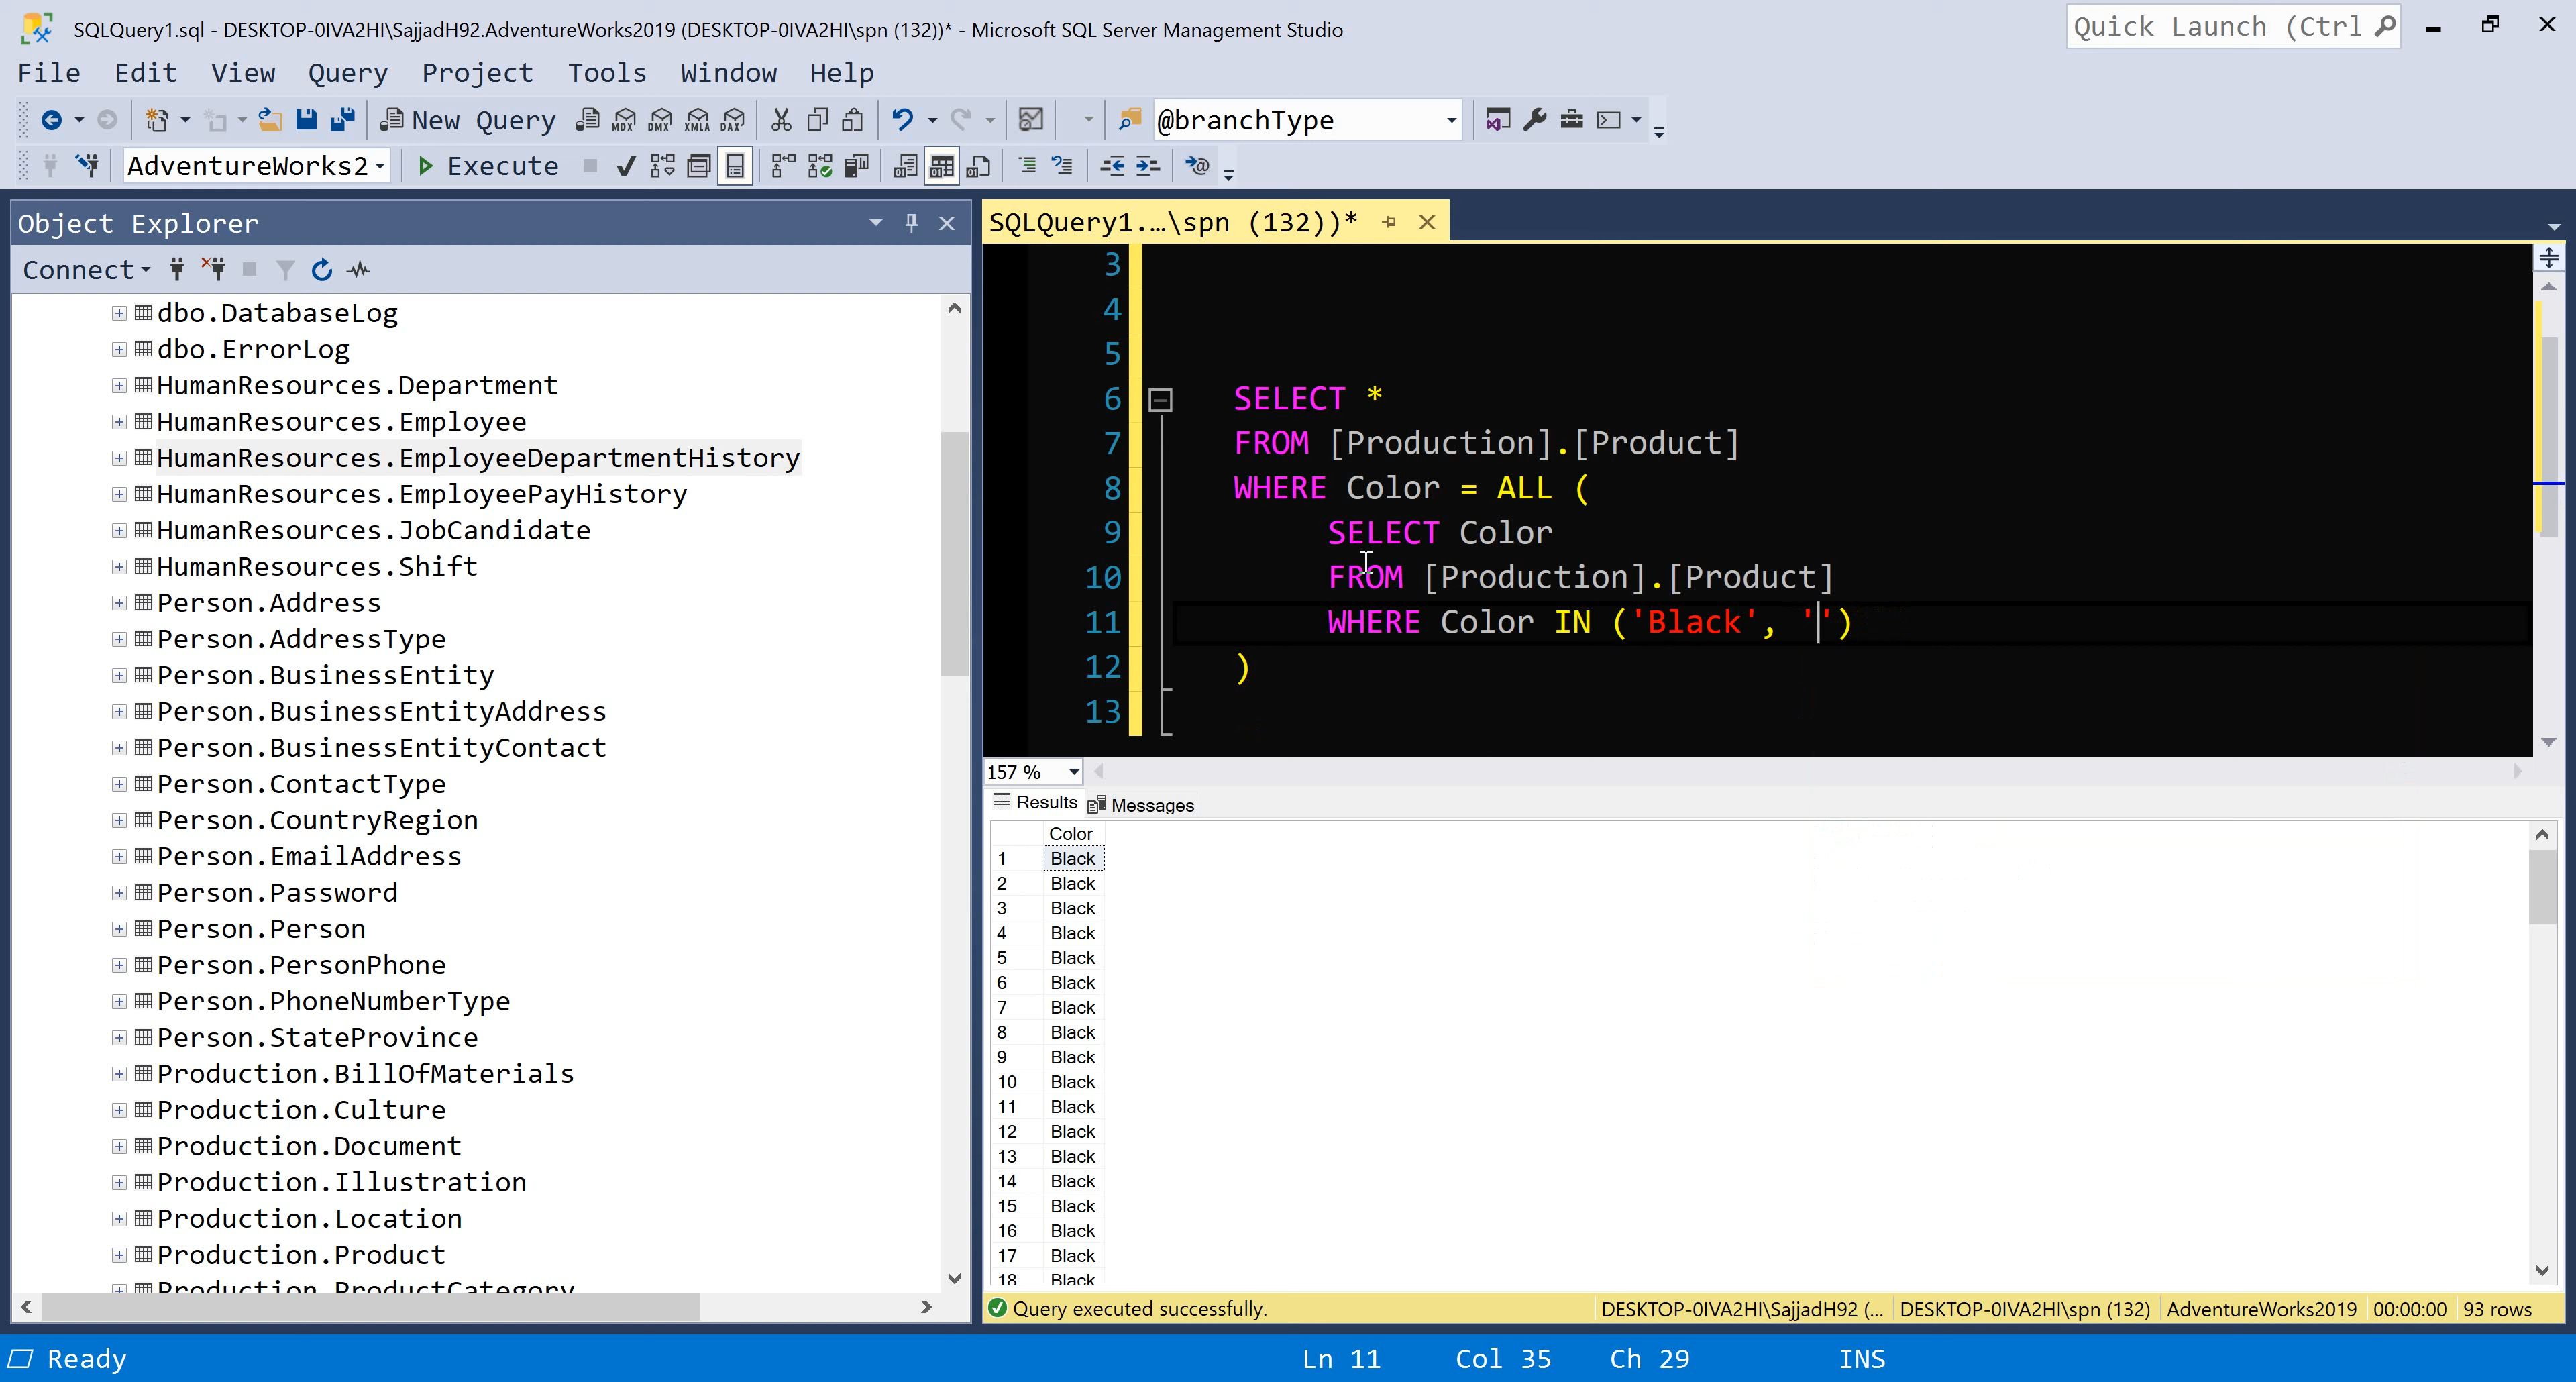 SQLQuery1.sql - DESKTOP-0IVA2HI\SajjadH92.AdventureWorks2019 (DESKTOP-0IVA2HI\spn (132))* - Microsoft SQL Server Management Studio
Quick Launch (Ctrl
File Edit View Query Project Tools Window Help
New Query MDX DMX XMLA DAX @branchType
AdventureWorks2 Execute
Object Explorer
Connect
dbo.DatabaseLog
dbo.ErrorLog
HumanResources.Department
HumanResources.Employee
HumanResources.EmployeeDepartmentHistory
HumanResources.EmployeePayHistory
HumanResources.JobCandidate
HumanResources.Shift
Person.Address
Person.AddressType
Person.BusinessEntity
Person.BusinessEntityAddress
Person.BusinessEntityContact
Person.ContactType
Person.CountryRegion
Person.EmailAddress
Person.Password
Person.Person
Person.PersonPhone
Person.PhoneNumberType
Person.StateProvince
Production.BillOfMaterials
Production.Culture
Production.Document
Production.Illustration
Production.Location
Production.Product
Production.ProductCategory
SQLQuery1....\spn (132))*
3
4
5
6 SELECT *
7 FROM [Production].[Product]
8 WHERE Color = ALL (
9 SELECT Color
10 FROM [Production].[Product]
11 WHERE Color IN ('Black', '')
12 )
13
157 %
Results Messages
Color
1 Black
2 Black
3 Black
4 Black
5 Black
6 Black
7 Black
8 Black
9 Black
10 Black
11 Black
12 Black
13 Black
14 Black
15 Black
16 Black
17 Black
18 Black
Query executed successfully. DESKTOP-0IVA2HI\SajjadH92 (... DESKTOP-0IVA2HI\spn (132) AdventureWorks2019 00:00:00 93 rows
Ready Ln 11 Col 35 Ch 29 INS